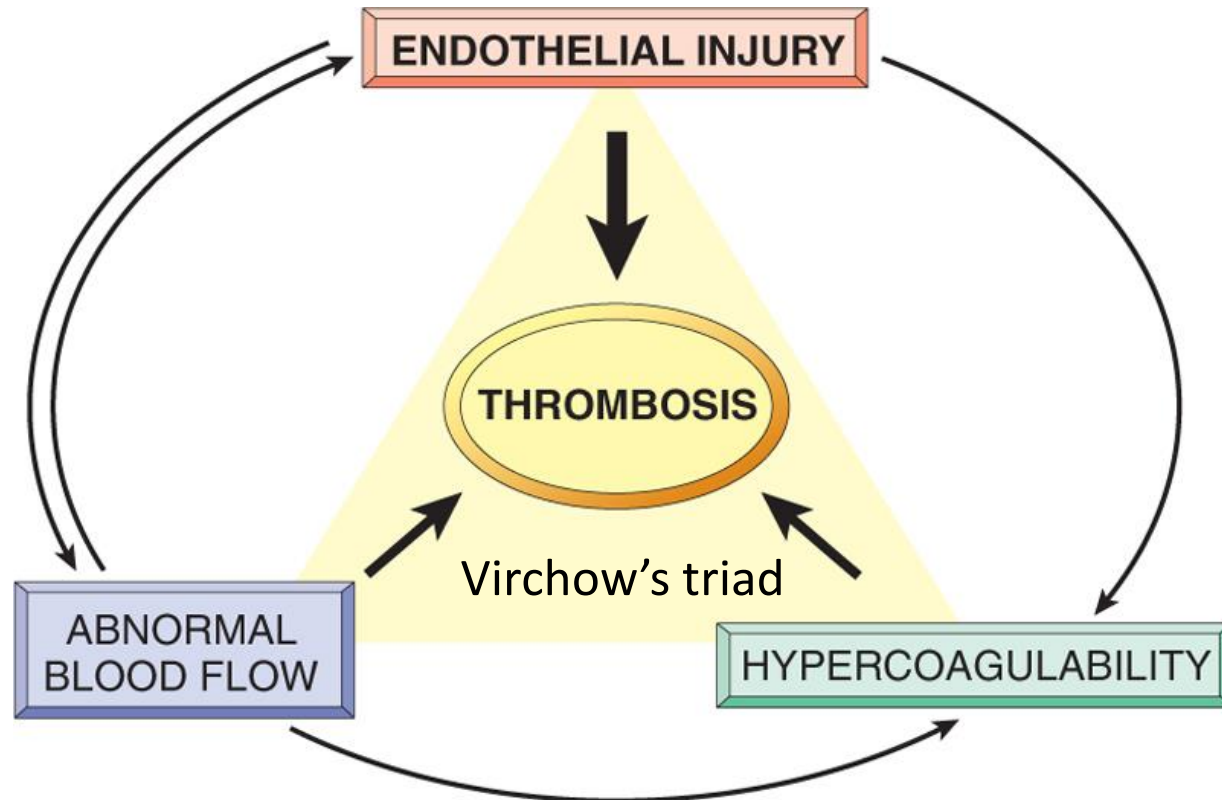 ENDOTHELIAL INJURY
THROMBOSIS
Virchow’s triad
ABNORMAL
BLOOD FLOW
HYPERCOAGULABILITY